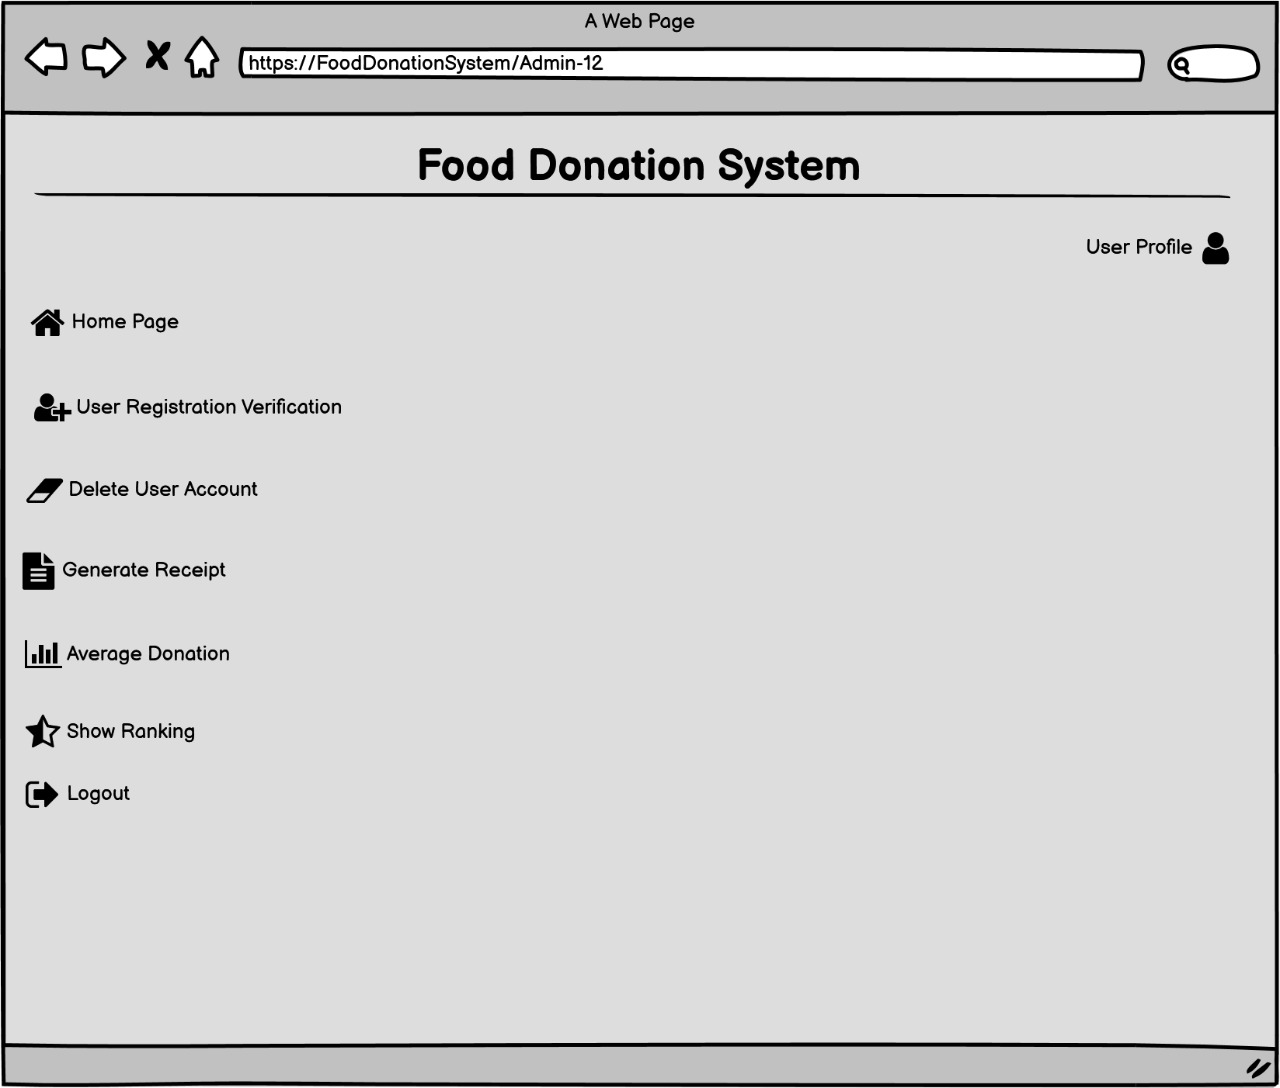 A Web Page
https://FoodDonationSystem/Admin-12
Food Donation System
User Profile
Home Page
User Registration Verification
Delete User Account
Generate Receipt
Average Donation
Show Ranking
Logout